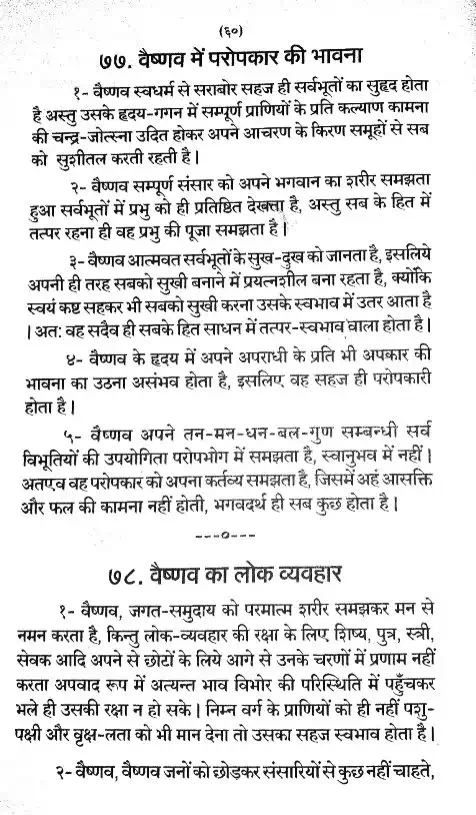 (६०)
७७. वैष्णव में परोपकार की भावना
१- वैष्णव स्वधर्म से सराबोर सहज ही सर्वभूतों का सुहृद होता
है अस्तु उसके हृदय-गगन में सम्पूर्ण प्राणियों के प्रति कल्याण कामना
की चन्द्र-जोत्स्ना उदित होकर अपने आचरण के किरण समूहों से सब
को सुशीतल करती रहती है।
२- वैष्णव सम्पूर्ण संसार को अपने भगवान का शरीर समझता
हुआ सर्वभूतों में प्रभु को ही प्रतिष्ठित देखता है, अस्तु सब के हित में
तत्पर रहना ही वह प्रभु की पूजा समझता है।
३- वैष्णव आत्मवत सर्वभूतों के सुख-दुख को जानता है, इसलिये
अपनी ही तरह सबको सुखी बनाने में प्रयत्नशील बना रहता है, क्योंकि
स्वयं कष्ट सहकर भी सबको सुखी करना उसके स्वभाव में उतर आता है
। अतः वह सदैव ही सबके हित साधन में तत्पर-स्वभाव वाला होता है।
४- वैष्णव के हृदय में अपने अपराधी के प्रति भी अपकार की
भावना का उठना असंभव होता है, इसलिए वह सहज ही परोपकारी
होता है।
५- वैष्णव अपने तन-मन-धन-बल-गुण सम्बन्धी सर्व
विभूतियों की उपयोगिता परोपभोग में समझता है, स्वानुभव में नहीं।
अतएव वह परोपकार को अपना कर्तव्य समझता है, जिसमें अहं आसक्ति
और फल की कामना नहीं होती, भगवदर्थ ही सब कुछ होता है।
---०---
७८. वैष्णव का लोक व्यवहार
१- वैष्णव, जगत-समुदाय को परमात्म शरीर समझकर मन से
नमन करता है, किन्तु लोक-व्यवहार की रक्षा के लिए शिष्य, पुत्र, स्त्री,
सेवक आदि अपने से छोटों के लिये आगे से उनके चरणों में प्रणाम नहीं
करता अपवाद रूप में अत्यन्त भाव विभोर की परिस्थिति में पहुँचकर
भले ही उसकी रक्षा न हो सके। निम्न वर्ग के प्राणियों को ही नहीं पशु-
पक्षी और वृक्ष-लता को भी मान देना तो उसका सहज स्वभाव होता है।
२- वैष्णव, वैष्णव जनों को छोड़कर संसारियों से कुछ नहीं चाहते,